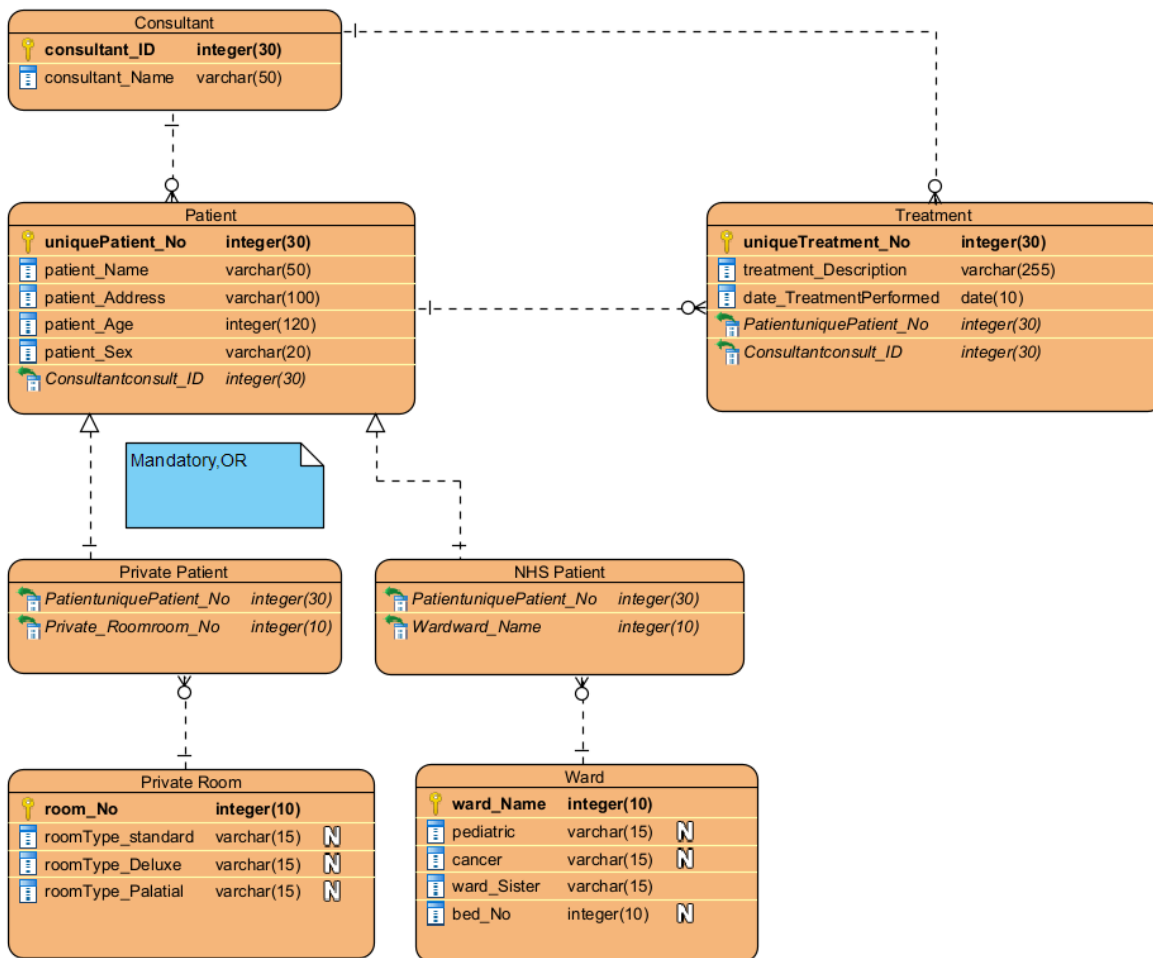 Consultant
consultant_ID integer(30)
consultant_Name varchar(50)
Patient
uniquePatient_No integer(30)
patient_Name varchar(50)
patient_Address varchar(100)
patient_Age integer(120)
patient_Sex varchar(20)
Consultantconsult_ID integer(30)
Treatment
uniqueTreatment_No integer(30)
treatment_Description varchar(255)
date_TreatmentPerformed date(10)
PatientuniquePatient_No integer(30)
Consultantconsult_ID integer(30)
Mandatory,OR
Private Patient
PatientuniquePatient_No integer(30)
Private_Roomroom_No integer(10)
NHS Patient
PatientuniquePatient_No integer(30)
Wardward_Name integer(10)
Private Room
room_No integer(10)
roomType_standard varchar(15) N
roomType_Deluxe varchar(15) N
roomType_Palatial varchar(15) N
Ward
ward_Name integer(10)
pediatric varchar(15) N
cancer varchar(15) N
ward_Sister varchar(15)
bed_No integer(10) N